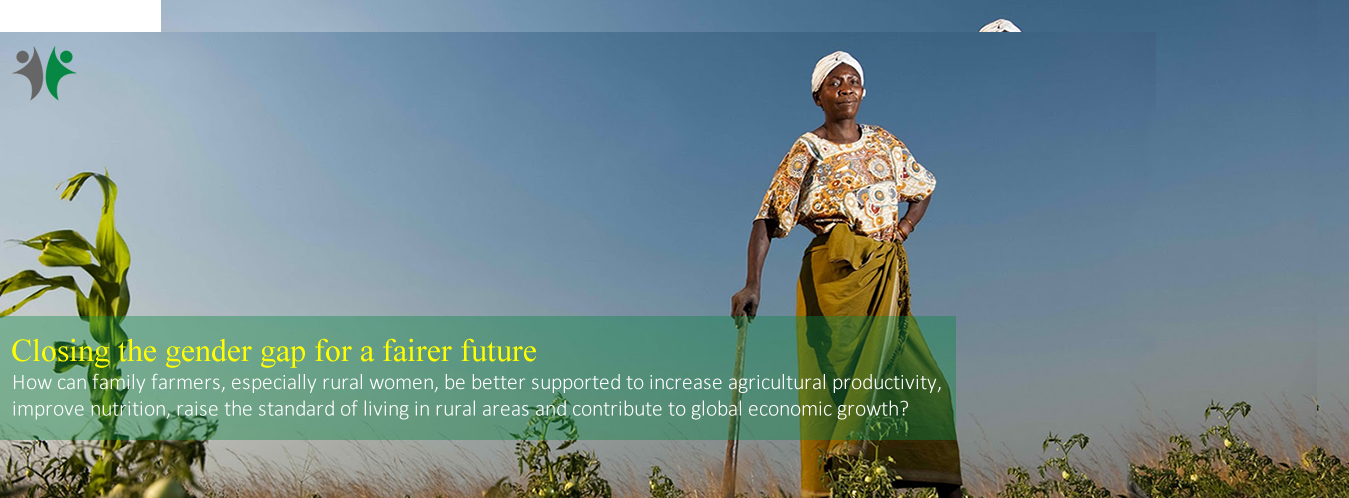 Closing the gender gap for a fairer future
How can family farmers, especially rural women, be better supported to increase agricultural productivity,
improve nutrition, raise the standard of living in rural areas and contribute to global economic growth?